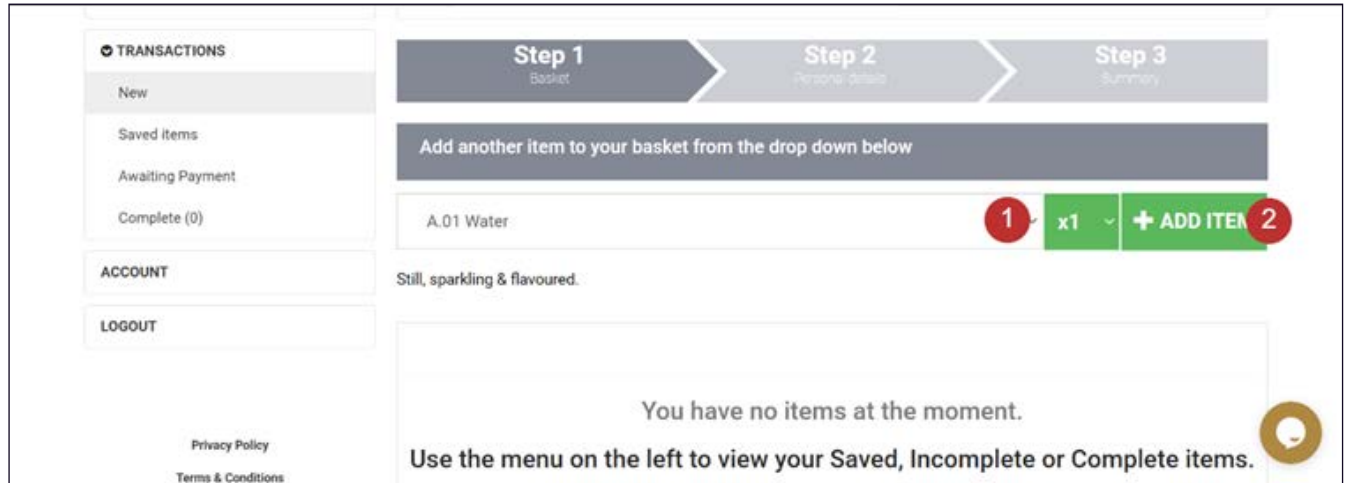 TRANSACTIONS
New
Saved items
Awaiting Payment
Complete (0)
ACCOUNT
LOGOUT
Privacy Policy
Terms & Conditions
Step 1
Basket
Step 2
Personal details
Step 3
Summary
Add another item to your basket from the drop down below
A.01 Water
1
x1
+ ADD ITEM
2
Still, sparkling & flavoured.
You have no items at the moment.
Use the menu on the left to view your Saved, Incomplete or Complete items.